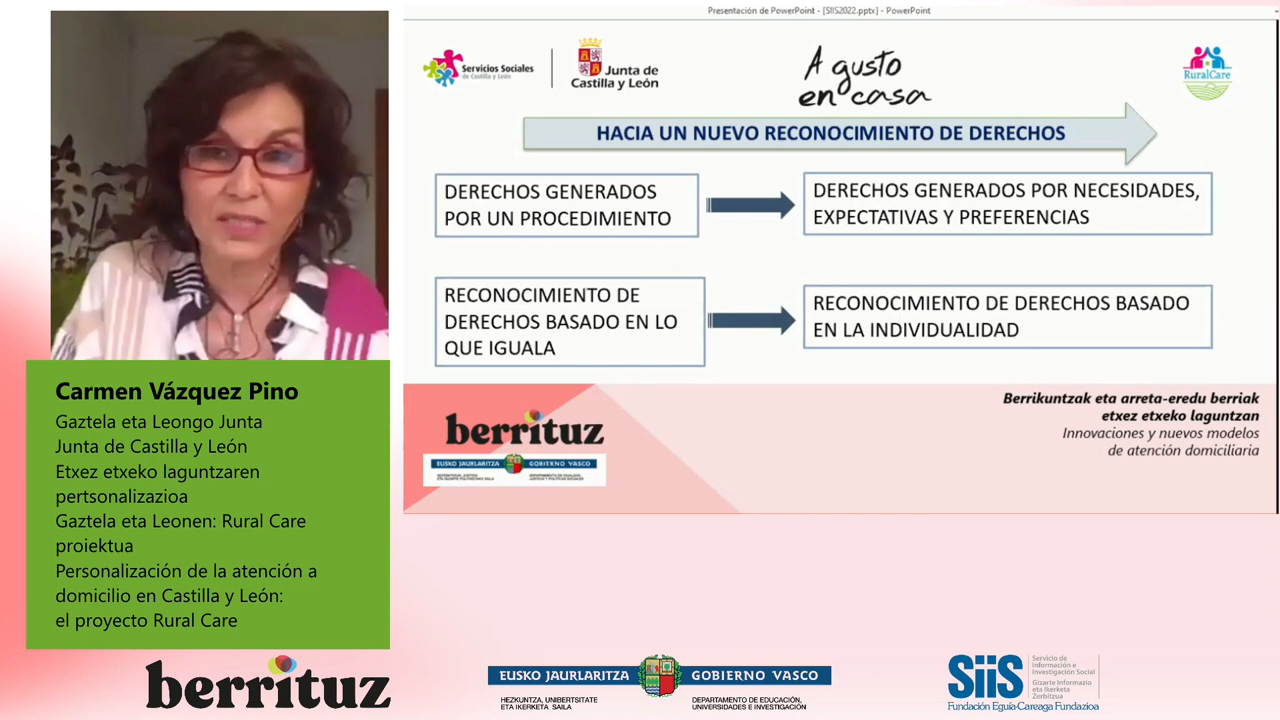 Presentación de PowerPoint - [SIIS2022.pptx] - PowerPoint
Servicios Sociales
de Castilla y León
Junta de
Castilla y León
A gusto
en casa
RuralCare
HACIA UN NUEVO RECONOCIMIENTO DE DERECHOS
DERECHOS GENERADOS
POR UN PROCEDIMIENTO
DERECHOS GENERADOS POR NECESIDADES,
EXPECTATIVAS Y PREFERENCIAS
RECONOCIMIENTO DE
DERECHOS BASADO EN LO
QUE IGUALA
RECONOCIMIENTO DE DERECHOS BASADO
EN LA INDIVIDUALIDAD
berrituz
EUSKO JAURLARITZA
GOBIERNO VASCO
Berrikuntzak eta arreta-eredu berriak
etxez etxeko laguntzan
Innovaciones y nuevos modelos
de atención domiciliaria
Carmen Vázquez Pino
Gaztela eta Leongo Junta
Junta de Castilla y León
Etxez etxeko laguntzaren
pertsonalizazioa
Gaztela eta Leonen: Rural Care
proiektua
Personalización de la atención a
domicilio en Castilla y León:
el proyecto Rural Care
berrituz
EUSKO JAURLARITZA
GOBIERNO VASCO
HEZKUNTZA, UNIBERTSITATE
ETA IKERKETA SAILA
DEPARTAMENTO DE EDUCACIÓN,
UNIVERSIDADES E INVESTIGACIÓN
SiiS
Servicio de
Información e
Investigación Social
Gizarte Informazio
eta Ikerketa
Zerbitzua
Fundación Eguía-Careaga Fundazioa